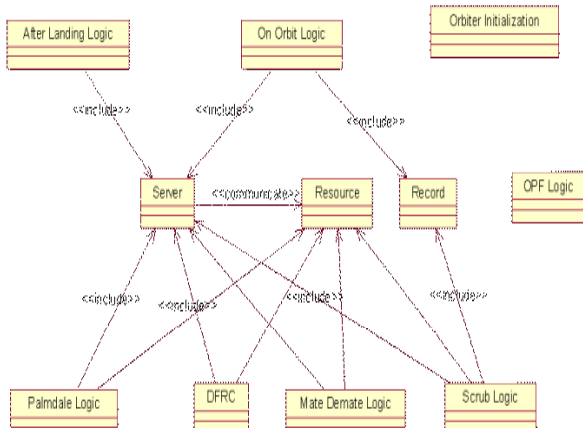 After Landing Logic
On Orbit Logic
Orbiter Initialization
<<include>>
<<include>>
<<include>>
Server
<<communicate>>
Resource
Record
OPF Logic
<<include>>
<<include>>
<<include>>
<<include>>
Palmdale Logic
DFRC
Mate Demate Logic
Scrub Logic